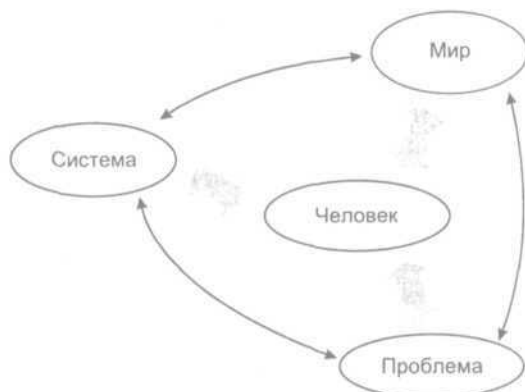 Мир
Система
Человек
Проблема